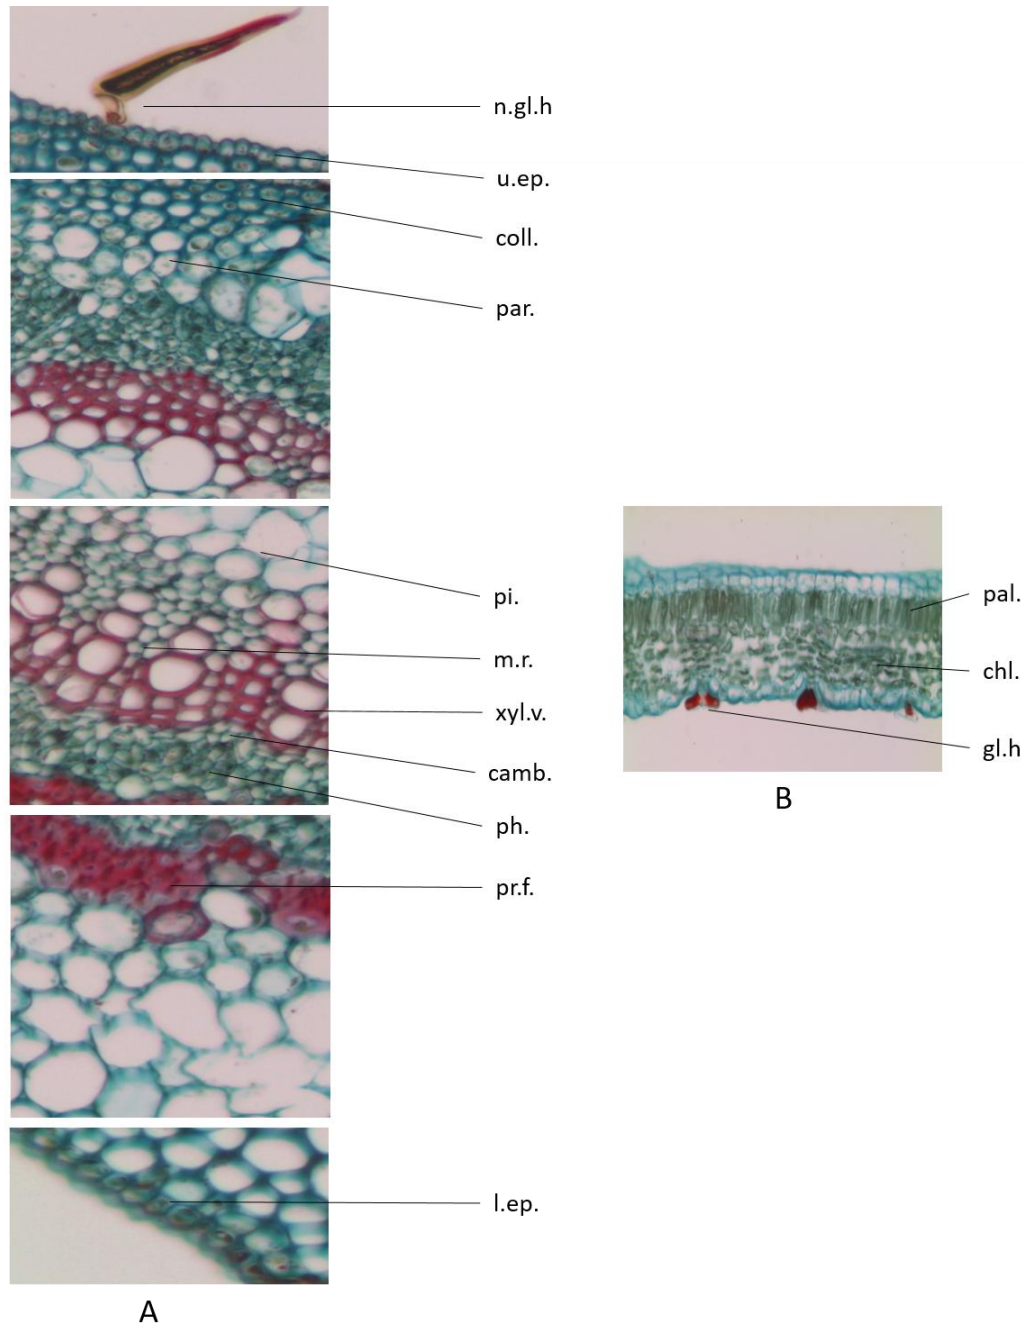 n.gl.h
u.ep.
coll.
par.
pi.
m.r.
xyl.v.
camb.
ph.
pr.f.
l.ep.
A
pal.
chl.
gl.h
B